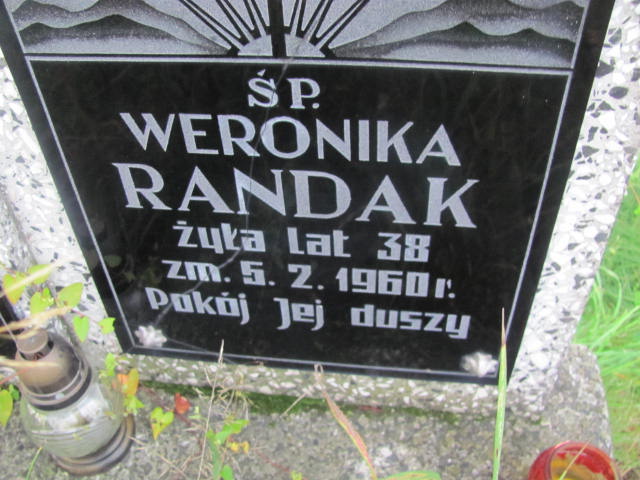 ŚP.
WERONIKA
RANDAK
żyła lat 38
zm. 5. 2. 1960 r.
Pokój Jej duszy